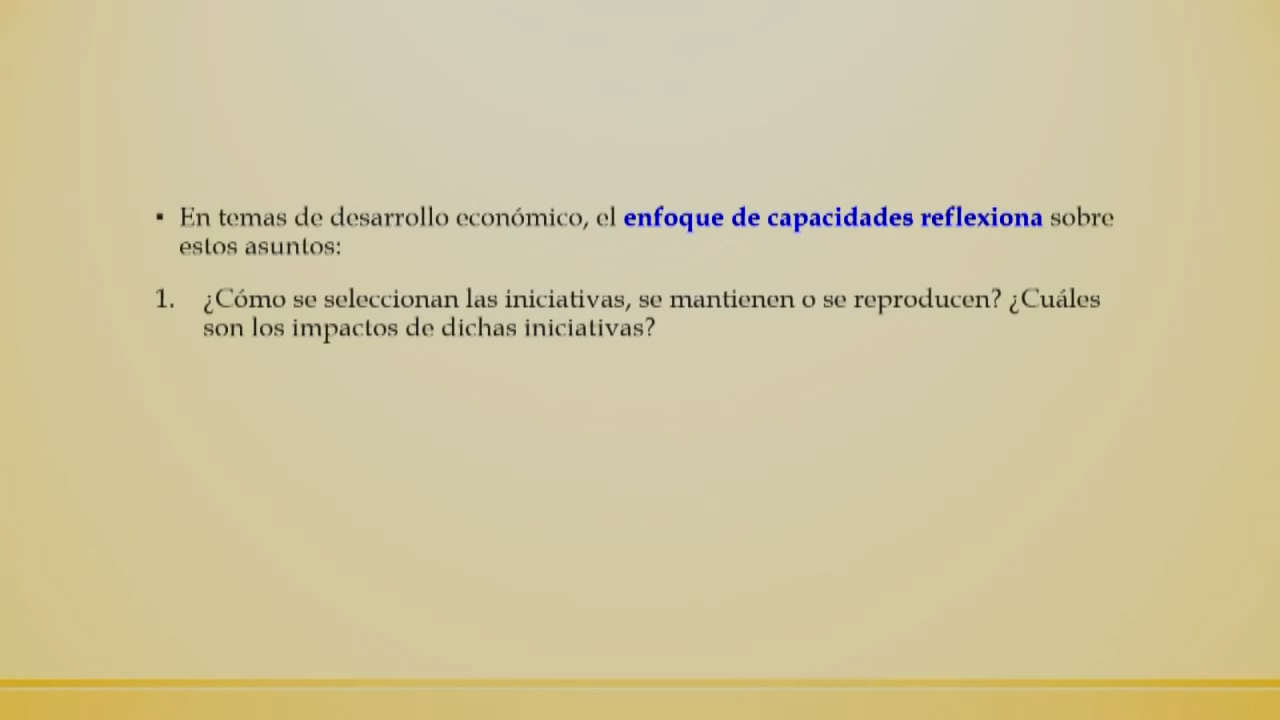 ▪ En temas de desarrollo económico, el enfoque de capacidades reflexiona sobre
estos asuntos:
1. ¿Cómo se seleccionan las iniciativas, se mantienen o se reproducen? ¿Cuáles
son los impactos de dichas iniciativas?